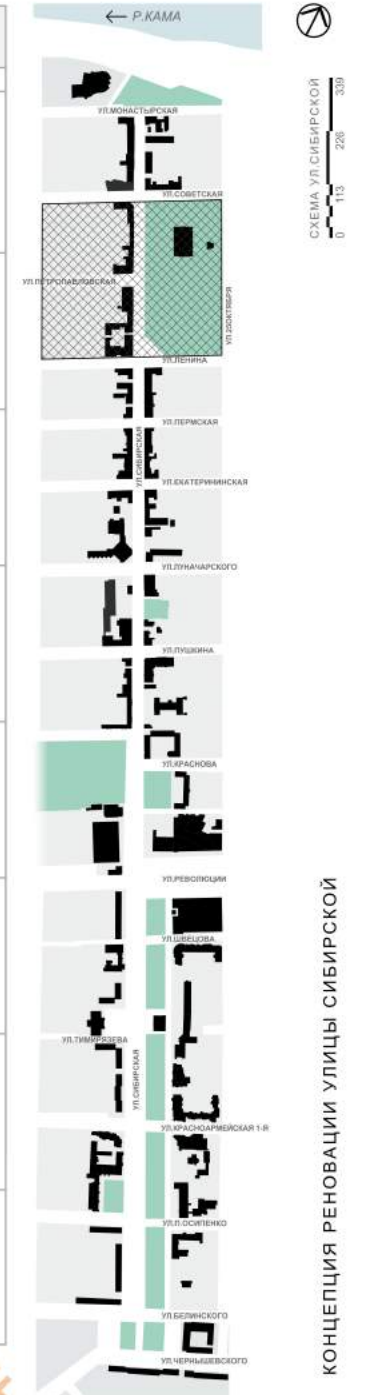 Р.КАМА
УЛ.МОНАСТЫРСКАЯ
УЛ.СОВЕТСКАЯ
УЛ.ПЕТРОПАВЛОВСКАЯ
УЛ.25ОКТЯБРЯ
УЛ.ЛЕНИНА
УЛ.ПЕРМСКАЯ
УЛ.СИБИРСКАЯ
УЛ.ЕКАТЕРИНИНСКАЯ
УЛ.ЛУНАЧАРСКОГО
УЛ.ПУШКИНА
УЛ.КРАСНОВА
УЛ.РЕВОЛЮЦИИ
УЛ.ШВЕЦОВА
УЛ.ТИМИРЯЗЕВА
УЛ.СИБИРСКАЯ
УЛ.КРАСНОАРМЕЙСКАЯ 1-Я
УЛ.П.ОСИПЕНКО
УЛ.БЕЛИНСКОГО
УЛ.ЧЕРНЫШЕВСКОГО
СХЕМА УЛ.СИБИРСКОЙ
0 113 226 339
КОНЦЕПЦИЯ РЕНОВАЦИИ УЛИЦЫ СИБИРСКОЙ